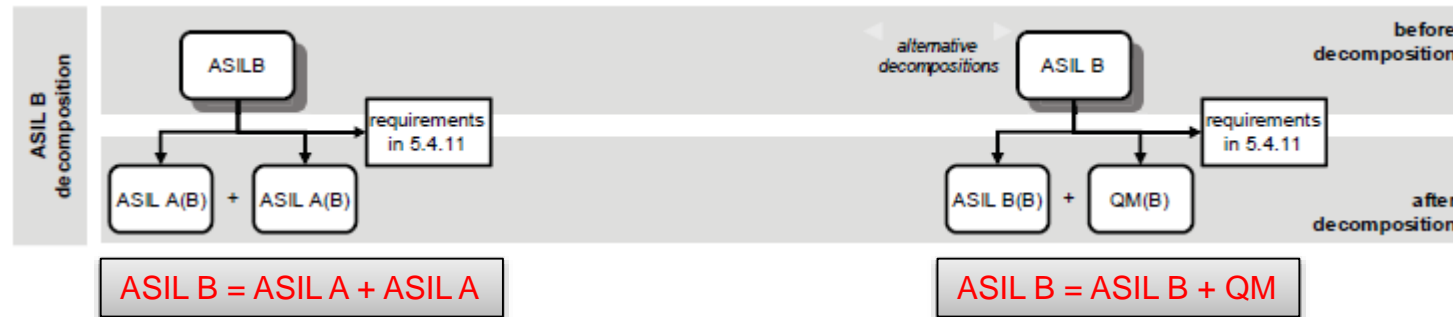 ASIL B
decomposition
ASILB
requirements
in 5.4.11
ASIL A(B) + ASIL A(B)
ASIL B = ASIL A + ASIL A
alternative
decompositions
ASIL B
requirements
in 5.4.11
ASIL B(B) + QM(B)
ASIL B = ASIL B + QM
before
decomposition
after
decomposition